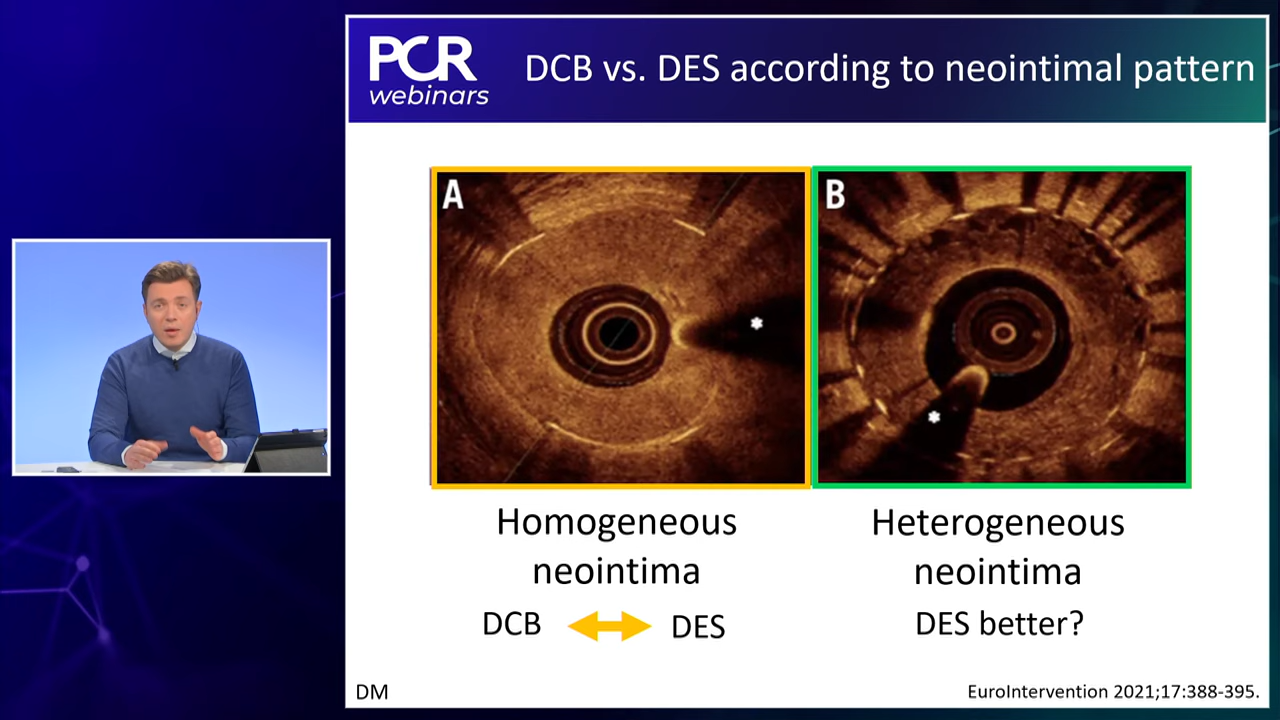 PCR
webinars
DCB vs. DES according to neointimal pattern
A
B
*
*
Homogeneous
neointima
Heterogeneous
neointima
DCB
DES
DES better?
DM
EuroIntervention 2021;17:388-395.